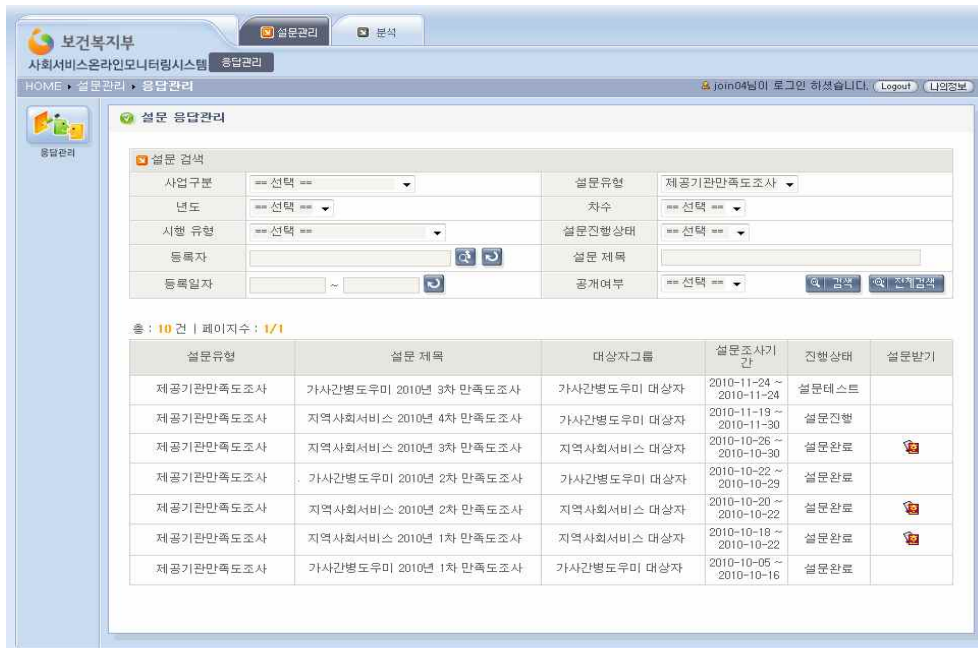 설문관리
분석
보건복지부
사회서비스온라인모니터링시스템
응답관리
HOME ▸ 설문관리 ▸ 응답관리
join04님이 로그인 하셨습니다. Logout 나의정보
응답관리
설문 응답관리
설문 검색
사업구분 == 선택 == 설문유형 제공기관만족도조사
년도 == 선택 == 차수 == 선택 ==
시행 유형 == 선택 == 설문진행상태 == 선택 ==
등록자 설문 제목
등록일자 ~ 공개여부 == 선택 == 검색 전체검색
총 : 10 건 | 페이지수 : 1/1
설문유형 설문 제목 대상자그룹 설문조사기간 진행상태 설문받기
제공기관만족도조사 가사간병도우미 2010년 3차 만족도조사 가사간병도우미 대상자 2010-11-24 ~ 2010-11-24 설문테스트
제공기관만족도조사 지역사회서비스 2010년 4차 만족도조사 가사간병도우미 대상자 2010-11-19 ~ 2010-11-30 설문진행
제공기관만족도조사 지역사회서비스 2010년 3차 만족도조사 지역사회서비스 대상자 2010-10-26 ~ 2010-10-30 설문완료
제공기관만족도조사 . 가사간병도우미 2010년 2차 만족도조사 가사간병도우미 대상자 2010-10-22 ~ 2010-10-29 설문완료
제공기관만족도조사 지역사회서비스 2010년 2차 만족도조사 지역사회서비스 대상자 2010-10-20 ~ 2010-10-22 설문완료
제공기관만족도조사 지역사회서비스 2010년 1차 만족도조사 지역사회서비스 대상자 2010-10-18 ~ 2010-10-22 설문완료
제공기관만족도조사 가사간병도우미 2010년 1차 만족도조사 가사간병도우미 대상자 2010-10-05 ~ 2010-10-16 설문완료